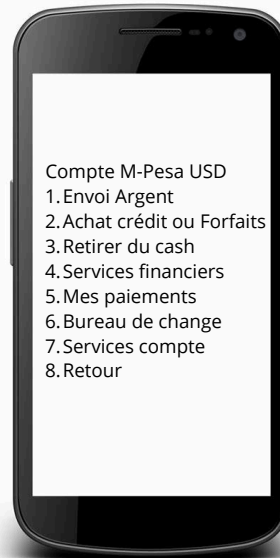 Compte M-Pesa USD
1. Envoi Argent
2. Achat crédit ou Forfaits
3. Retirer du cash
4. Services financiers
5. Mes paiements
6. Bureau de change
7. Services compte
8. Retour